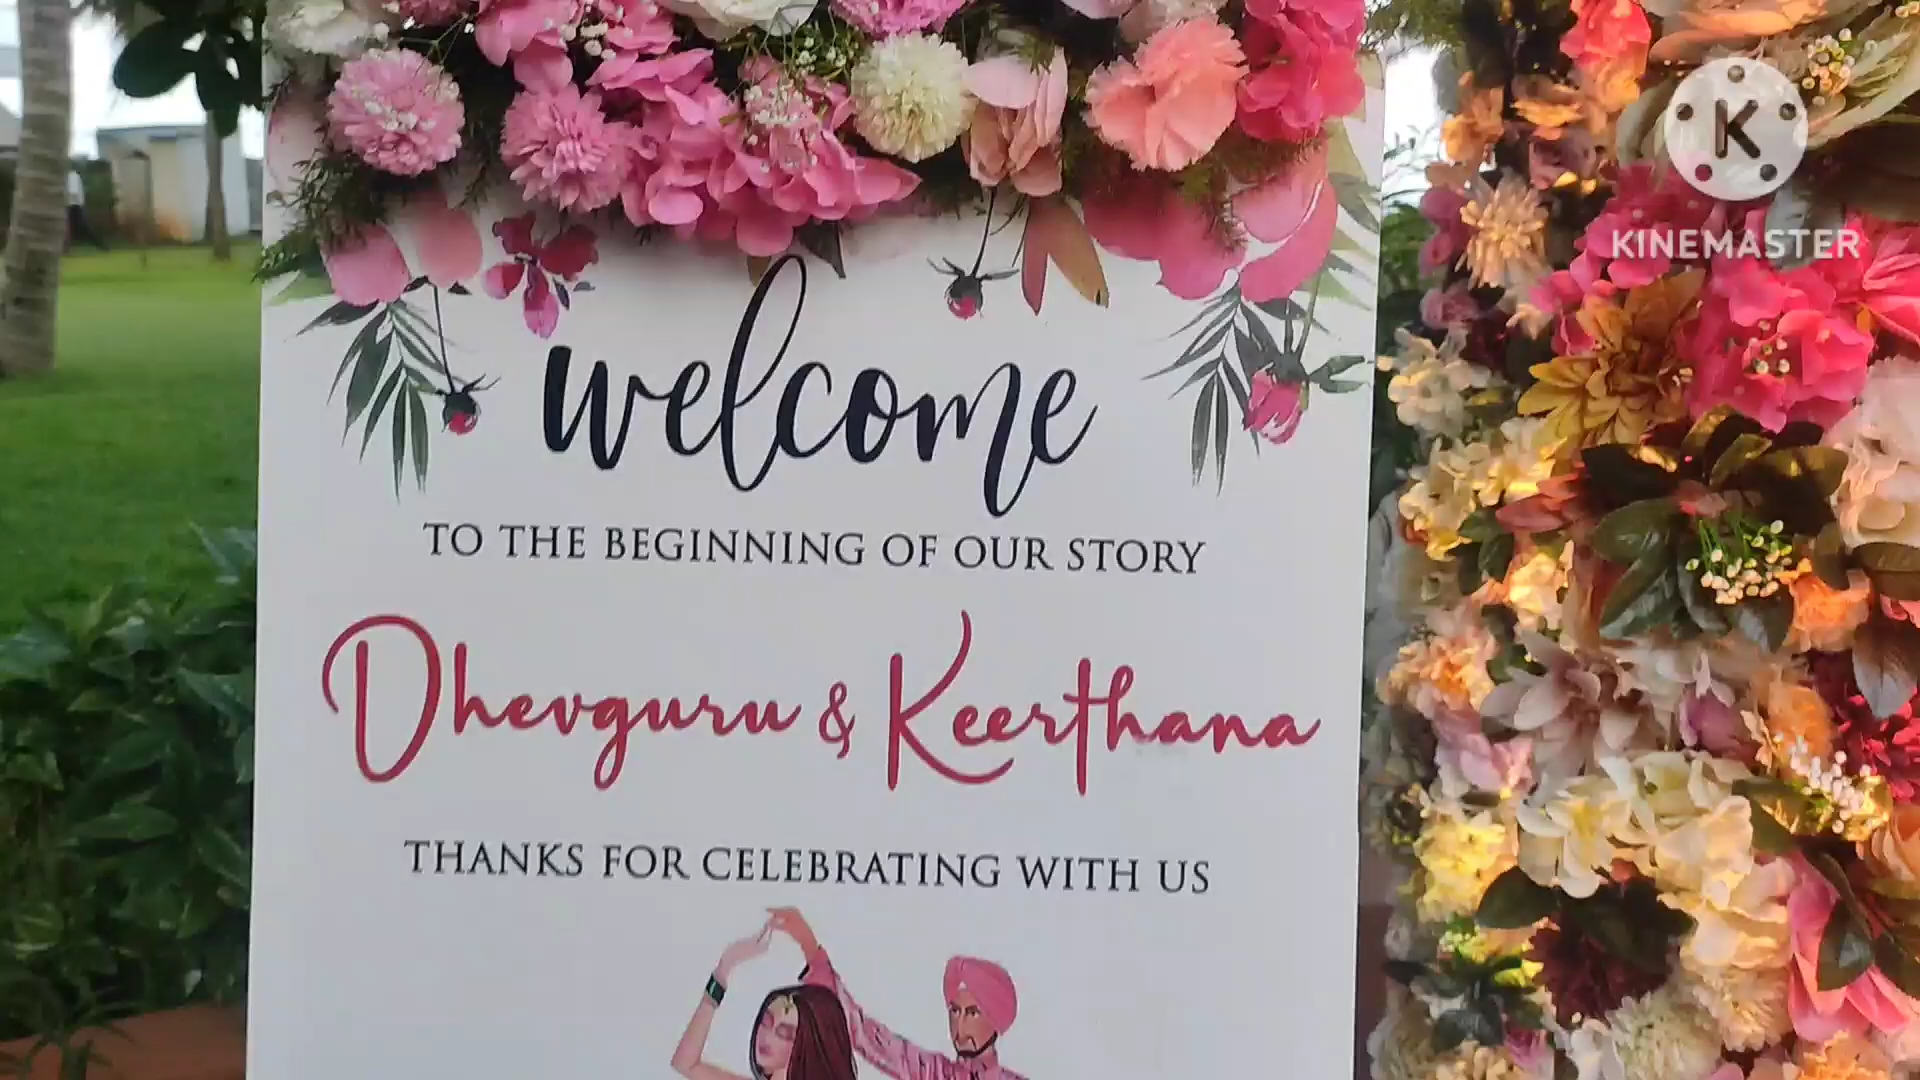 K
KINEMASTER
welcome
TO THE BEGINNING OF OUR STORY
Dhevguru & Keerthana
THANKS FOR CELEBRATING WITH US